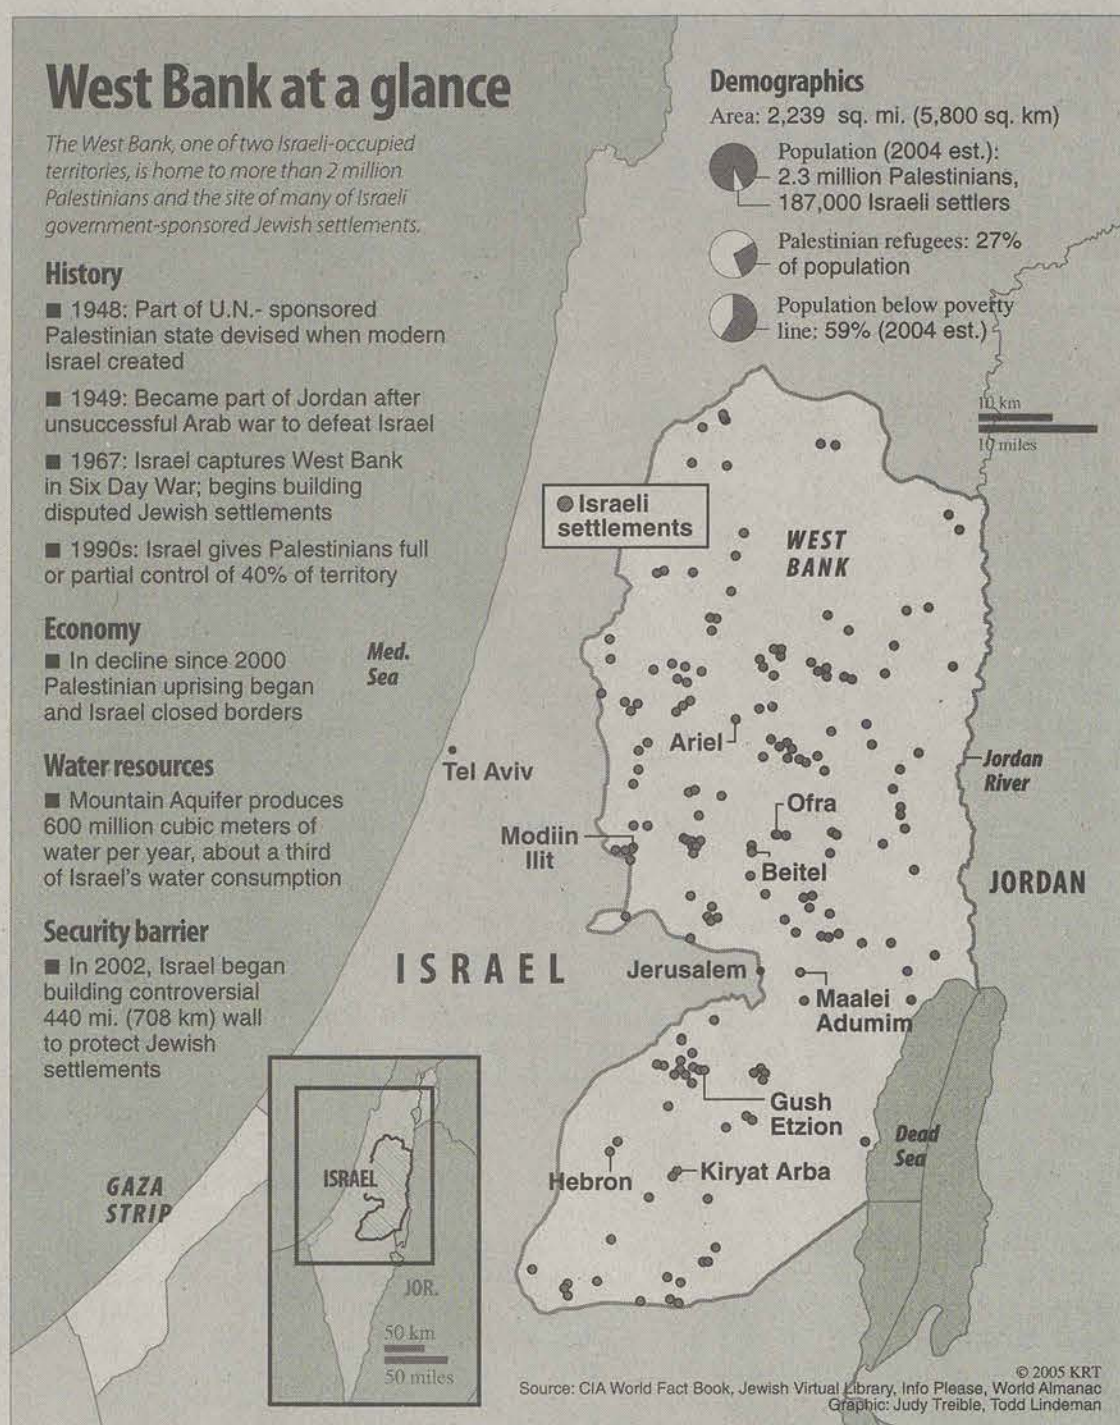 West Bank at a glance
The West Bank, one of two Israeli-occupied
territories, is home to more than 2 million
Palestinians and the site of many of Israeli
government-sponsored Jewish settlements.
History
■ 1948: Part of U.N.- sponsored
Palestinian state devised when modern
Israel created
■ 1949: Became part of Jordan after
unsuccessful Arab war to defeat Israel
■ 1967: Israel captures West Bank
in Six Day War; begins building
disputed Jewish settlements
■ 1990s: Israel gives Palestinians full
or partial control of 40% of territory
Economy
■ In decline since 2000
Palestinian uprising began
and Israel closed borders
Water resources
■ Mountain Aquifer produces
600 million cubic meters of
water per year, about a third
of Israel's water consumption
Security barrier
■ In 2002, Israel began
building controversial
440 mi. (708 km) wall
to protect Jewish
settlements
Demographics
Area: 2,239 sq. mi. (5,800 sq. km)
Population (2004 est.):
2.3 million Palestinians,
187,000 Israeli settlers
Palestinian refugees: 27%
of population
Population below poverty
line: 59% (2004 est.)
10 km
10 miles
Israeli
settlements
WEST
BANK
Med.
Sea
Tel Aviv
Ariel
Jordan
River
Ofra
Modiin
Ilit
Beitel
JORDAN
ISRAEL
Jerusalem
Maalei
Adumim
Gush
Etzion
Dead
Sea
Hebron
Kiryat Arba
GAZA
STRIP
ISRAEL
JOR.
50 km
50 miles
© 2005 KRT
Source: CIA World Fact Book, Jewish Virtual Library, Info Please, World Almanac
Graphic: Judy Treible, Todd Lindeman